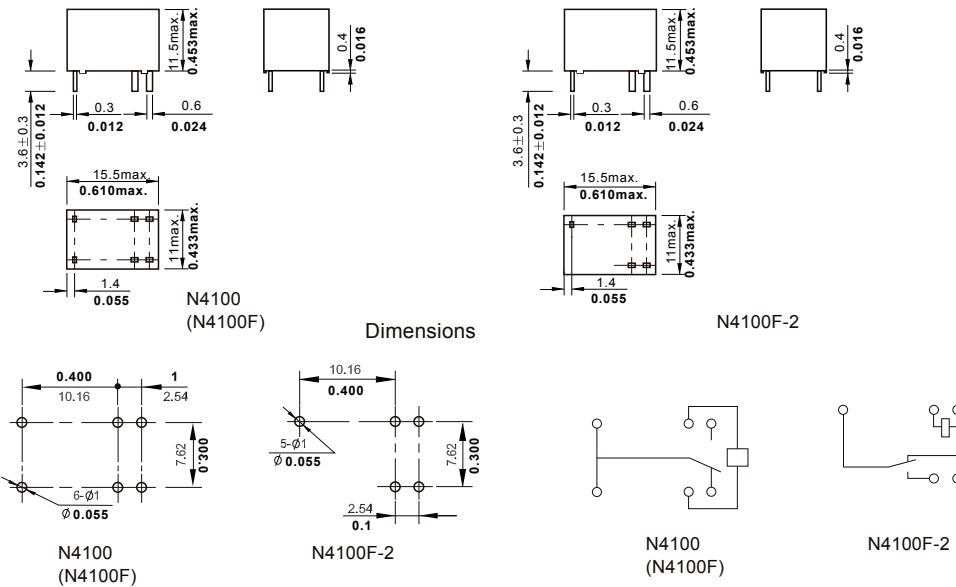 11.5max.
0.453max.
0.4
0.016
3.6±0.3
0.142±0.012
0.3
0.012
0.6
0.024
15.5max.
0.610max.
11max.
0.433max.
1.4
0.055
N4100
(N4100F)
11.5max.
0.453max.
0.4
0.016
3.6±0.3
0.142±0.012
0.3
0.012
0.6
0.024
15.5max.
0.610max.
11max.
0.433max.
1.4
0.055
N4100F-2
Dimensions
0.400
10.16
1
2.54
7.62
0.300
6-Ø1
Ø 0.055
N4100
(N4100F)
10.16
0.400
5-Ø1
Ø 0.055
7.62
0.300
2.54
0.1
N4100F-2
N4100
(N4100F)
N4100F-2